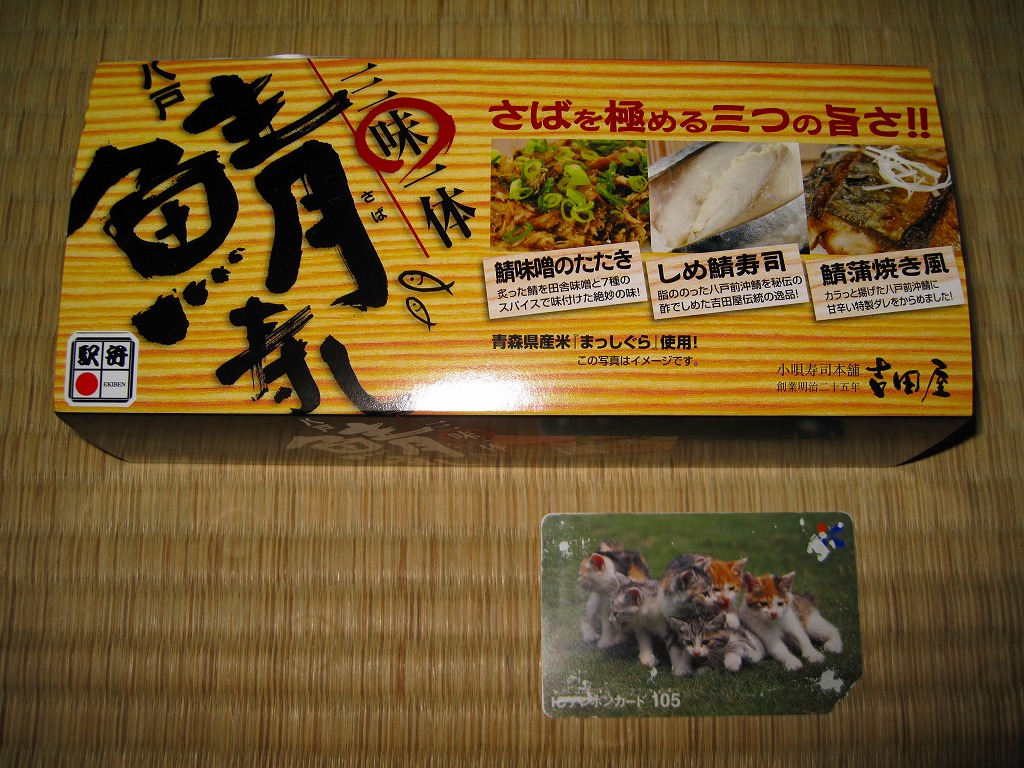 八戸
鯖づし
寿
さば
三味一体
さばを極める三つの旨さ!!
鯖味噌のたたき
炙った鯖を田舎味噌と7種の
スパイスで味付けた絶妙の味!
しめ鯖寿司
脂ののった八戸前沖鯖を秘伝の
酢でしめた吉田屋伝統の逸品!
鯖蒲焼き風
カラっと揚げた八戸前沖鯖に
甘辛い特製ダレをからめました!
青森県産米『まっしぐら』使用!
この写真はイメージです。
駅弁
EKIBEN
小唄寿司本舗
創業明治二十五年
吉田屋
テレホンカード 105